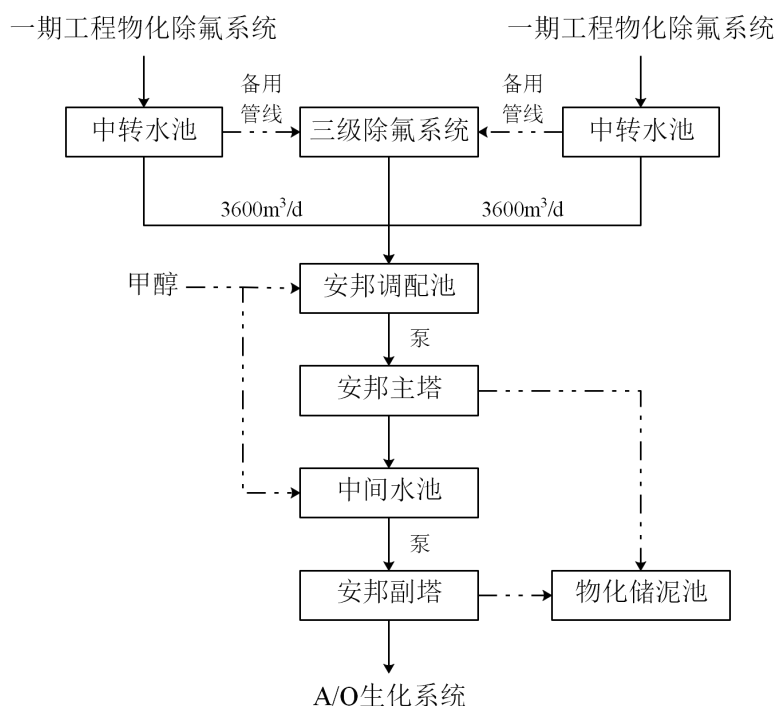 一期工程物化除氟系统
一期工程物化除氟系统
备用
管线
备用
管线
中转水池
三级除氟系统
中转水池
3600m³/d
3600m³/d
甲醇
安邦调配池
泵
安邦主塔
中间水池
泵
安邦副塔
物化储泥池
A/O生化系统